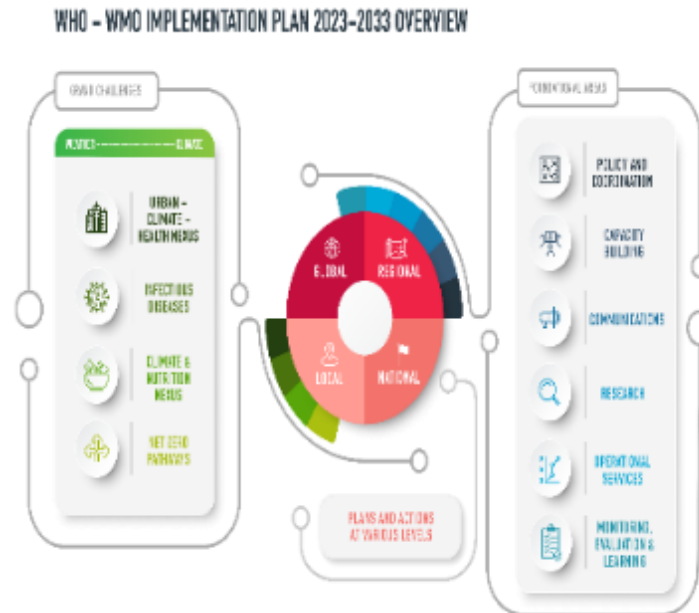 WHO – WMO IMPLEMENTATION PLAN 2023–2033 OVERVIEW
GRAND CHALLENGES
CLIMATE
URBAN –
CLIMATE –
HEALTH NEXUS
INFECTIOUS
DISEASES
CLIMATE &
NUTRITION
NEXUS
NET ZERO
PATHWAYS
GLOBAL
REGIONAL
LOCAL
NATIONAL
PLANS AND ACTIONS
AT VARIOUS LEVELS
FOUNDATIONAL AREAS
POLICY AND
COORDINATION
CAPACITY
BUILDING
COMMUNICATIONS
RESEARCH
OPERATIONAL
SERVICES
MONITORING,
EVALUATION &
LEARNING